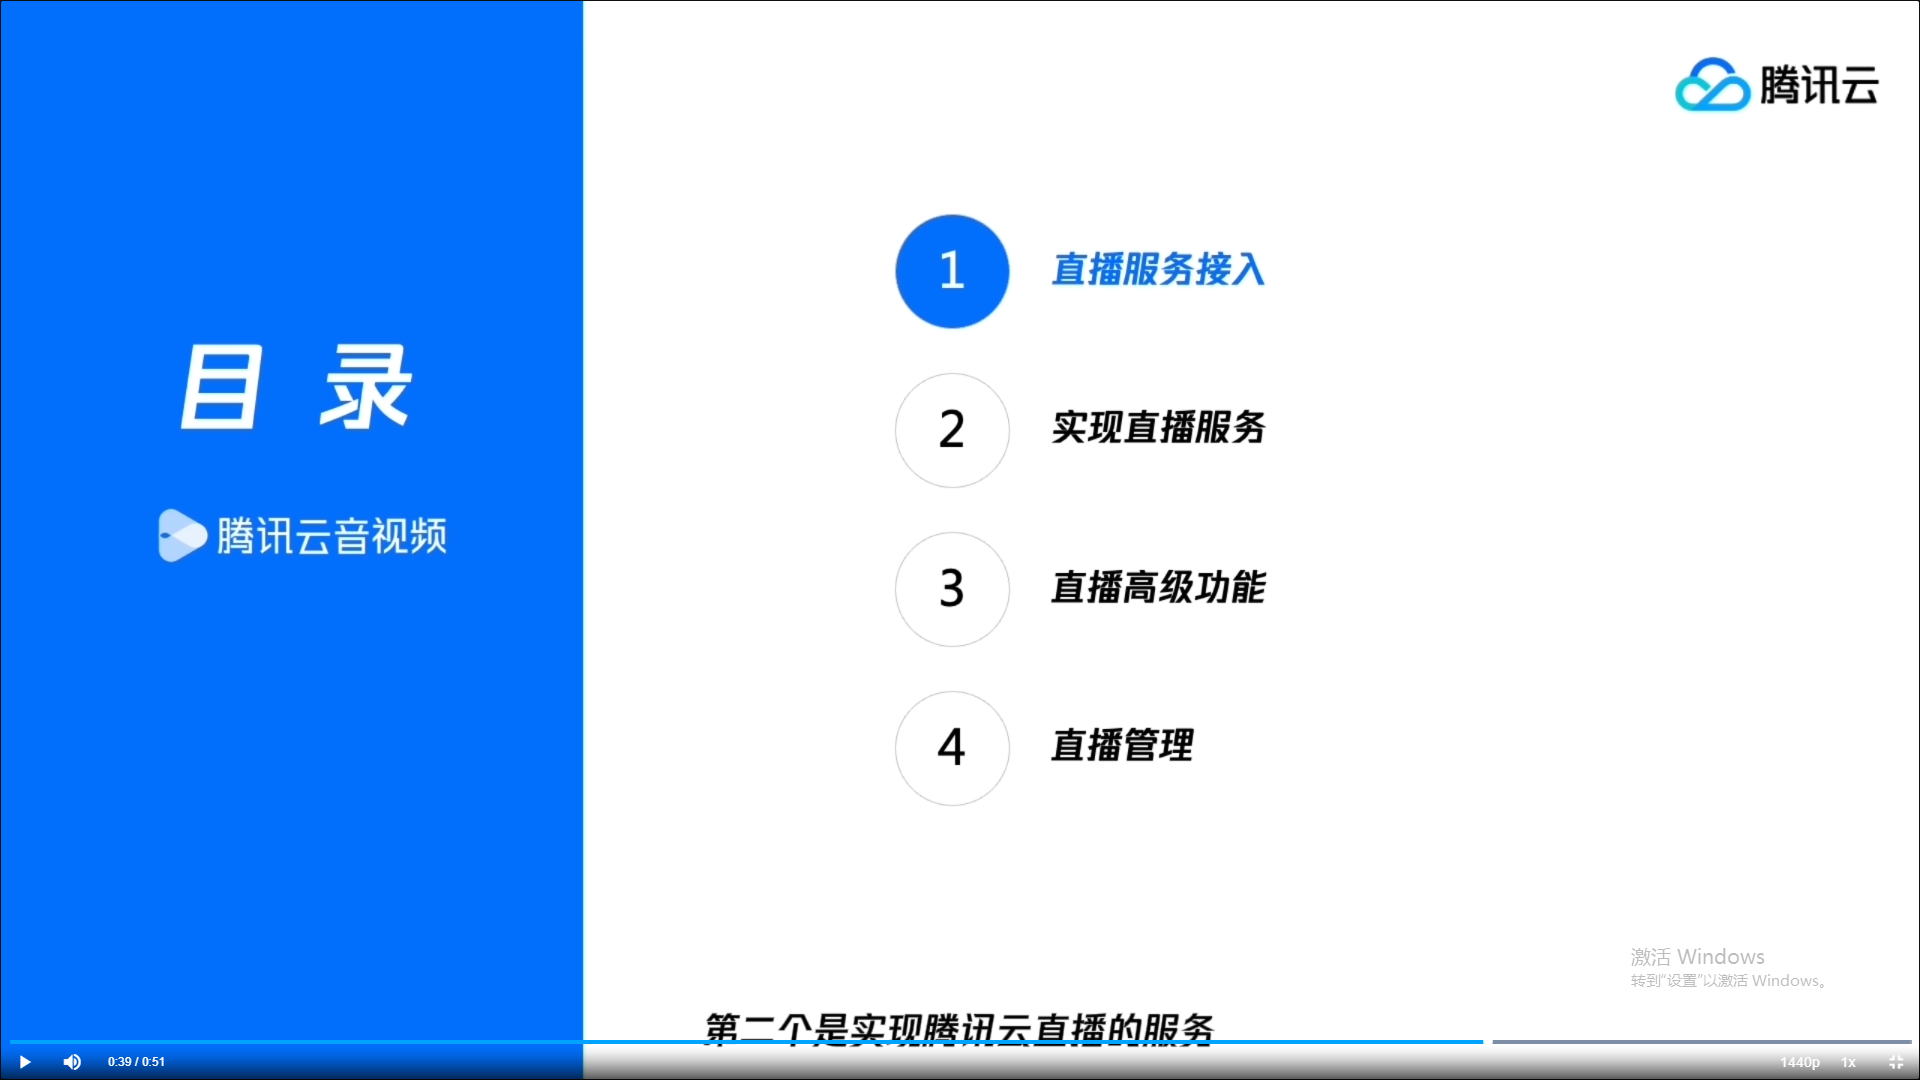 腾讯云
目 录
腾讯云音视频
1 直播服务接入
2 实现直播服务
3 直播高级功能
4 直播管理
激活 Windows
转到“设置”以激活 Windows。
第二个是实现腾讯云直播的服务
0:39 / 0:51
1440p 1x